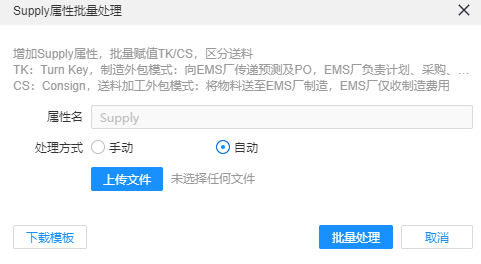 Supply属性批量处理
增加Supply属性，批量赋值TK/CS，区分送料
TK：Turn Key，制造外包模式：向EMS厂传递预测及PO，EMS厂负责计划、采购、...
CS：Consign，送料加工外包模式：将物料送至EMS厂制造，EMS厂仅收制造费用
属性名 Supply
处理方式 手动 自动
上传文件 未选择任何文件
下载模板 批量处理 取消